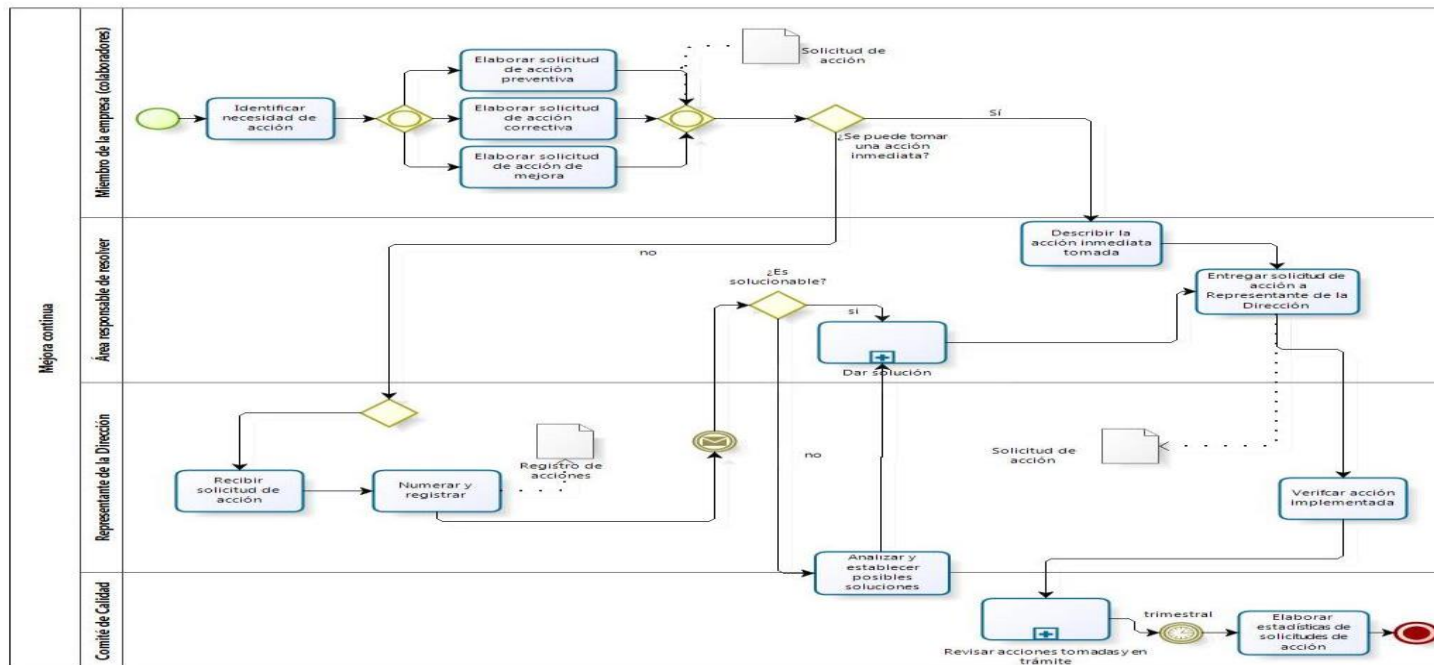 Mejora continua
Miembro de la empresa (colaboradores)
Identificar
necesidad de
acción
Elaborar solicitud
de acción
preventiva
Elaborar solicitud
de acción
correctiva
Elaborar solicitud
de acción de
mejora
Solicitud de
acción
¿Se puede tomar
una acción
inmediata?
Sí
no
Área responsable de resolver
Describir la
acción inmediata
tomada
Entregar solicitud de
acción a
Representante de la
Dirección
¿Es
solucionable?
si
Dar solución
no
Representante de la Dirección
Recibir
solicitud de
acción
Numerar y
registrar
Registro de
acciones
Solicitud de
acción
Verifcar acción
implementada
Analizar y
establecer
posibles
soluciones
Comité de Calidad
Revisar acciones tomadas y en
trámite
trimestral
Elaborar
estadísticas de
solicitudes de
acción